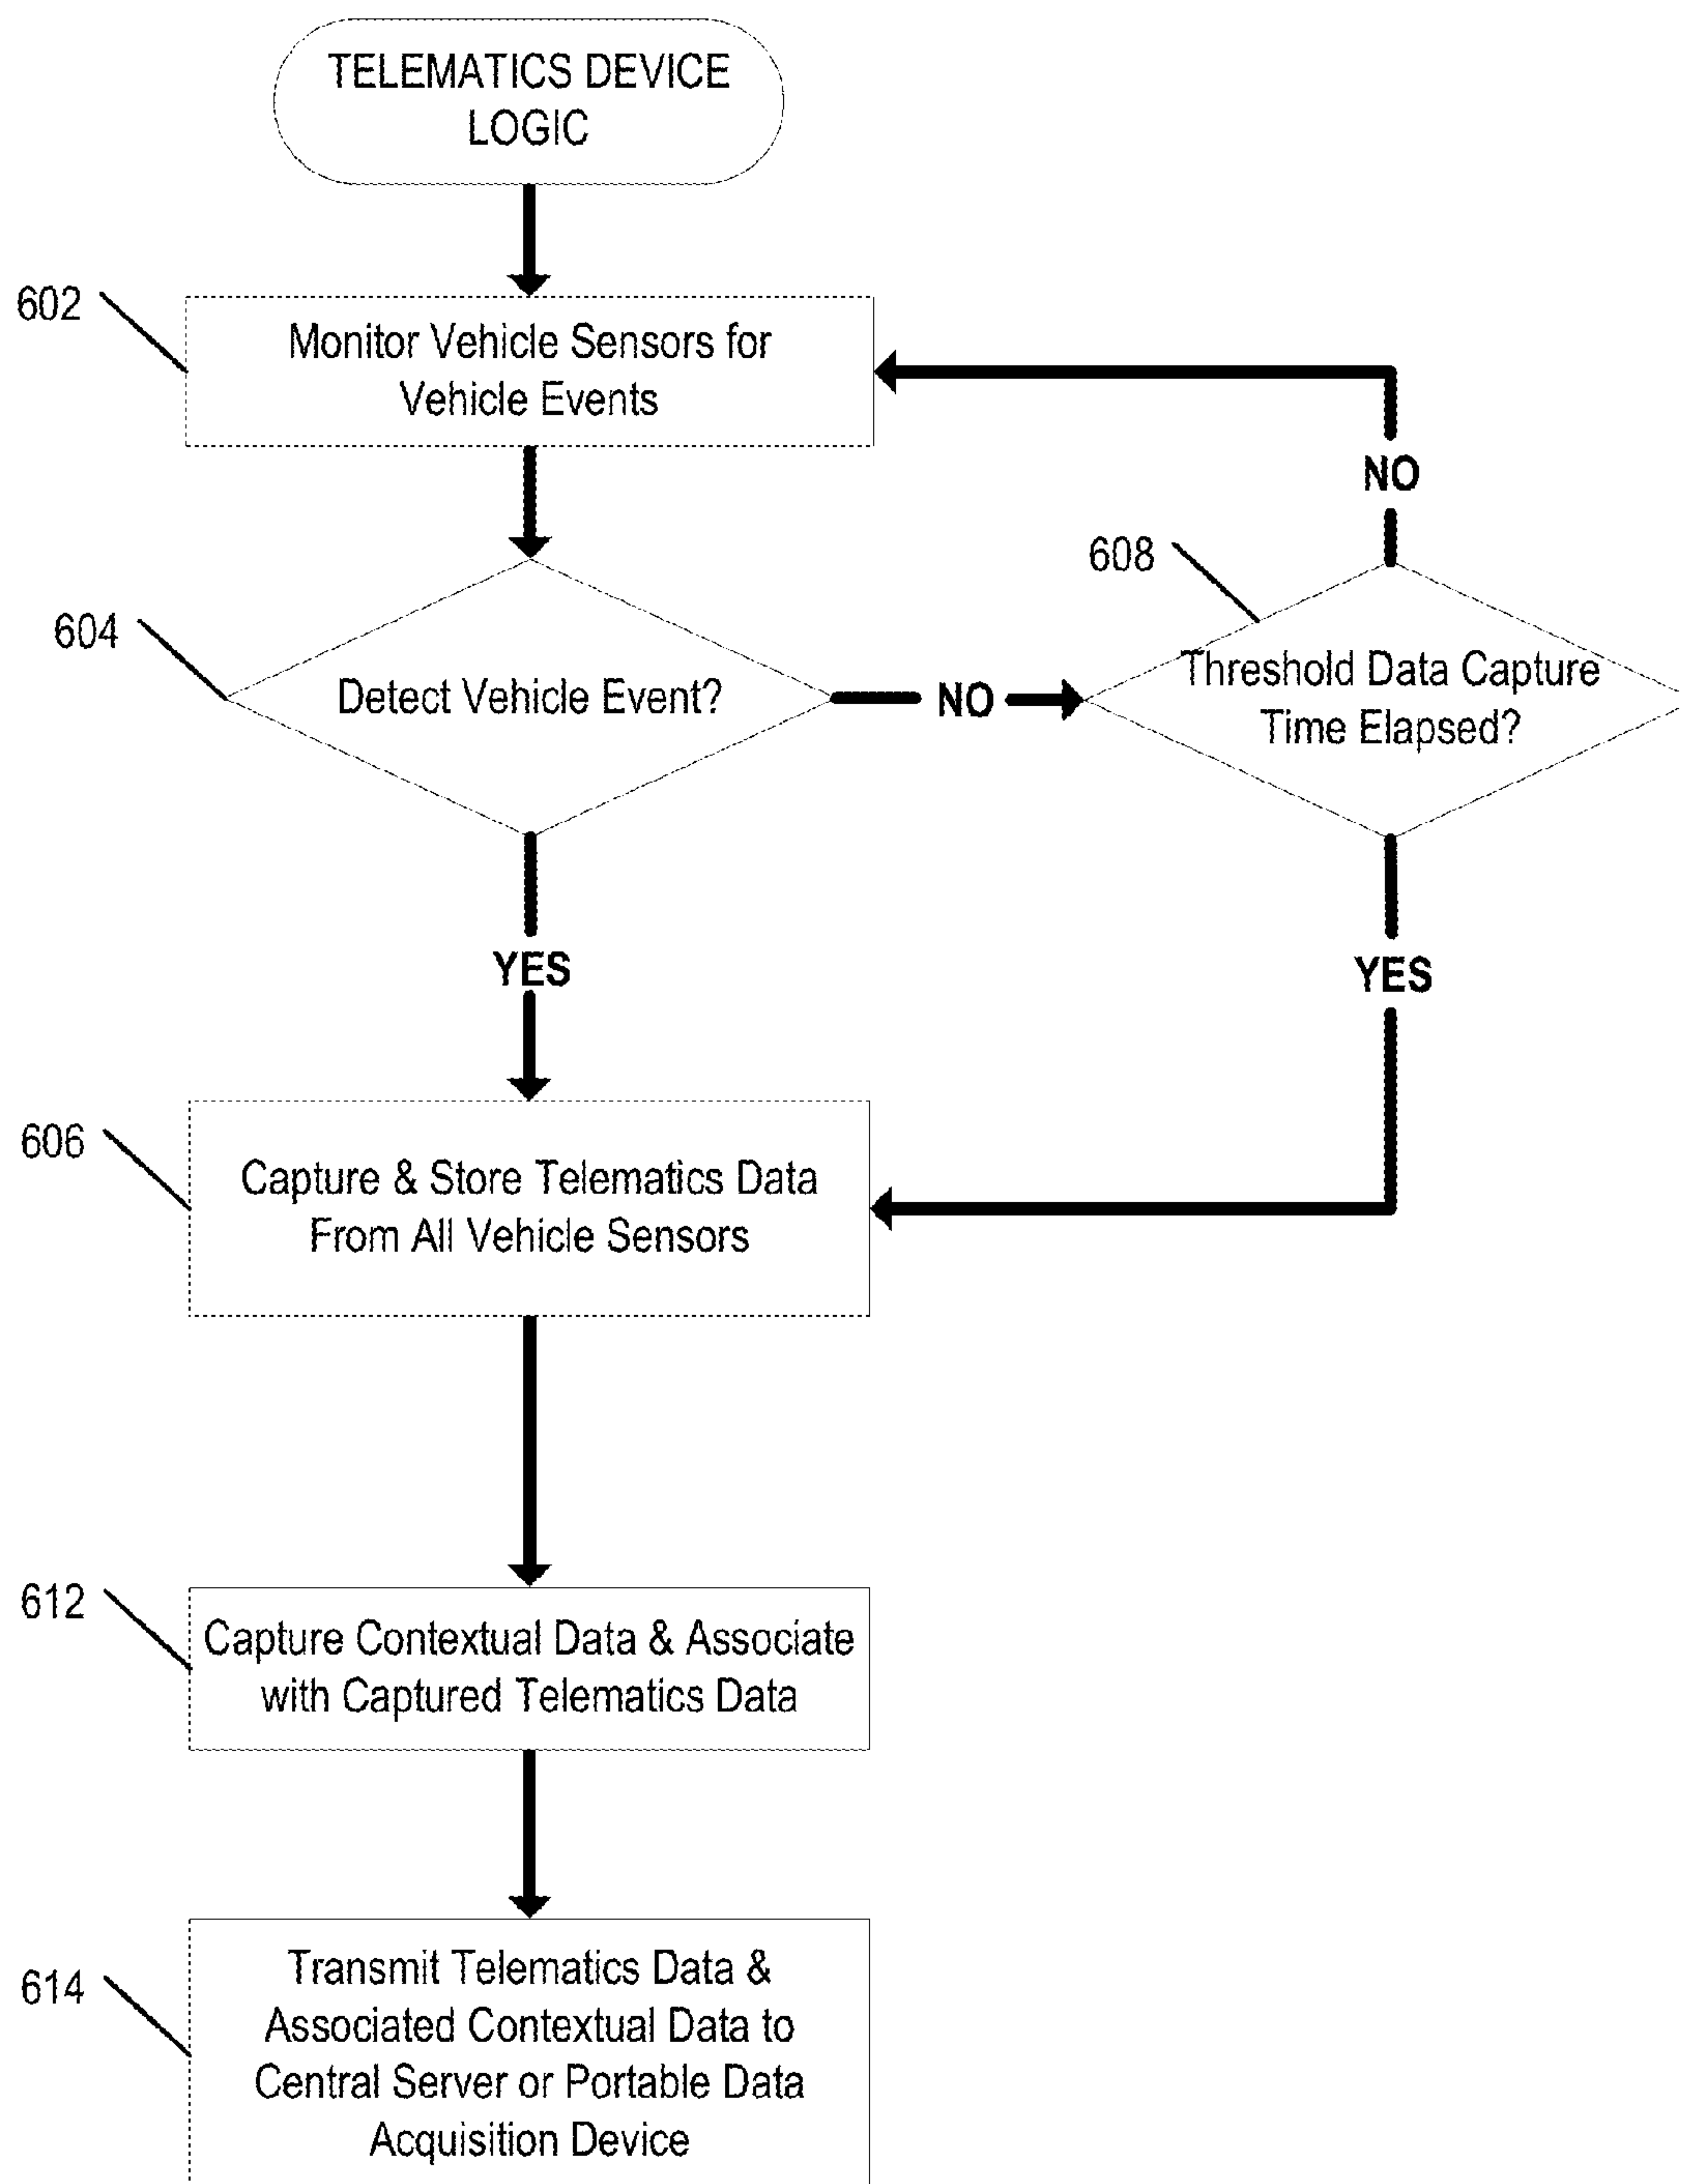 TELEMATICS DEVICE
LOGIC
602
Monitor Vehicle Sensors for
Vehicle Events
NO
608
604
Detect Vehicle Event?
NO
Threshold Data Capture
Time Elapsed?
YES
YES
606
Capture & Store Telematics Data
From All Vehicle Sensors
612
Capture Contextual Data & Associate
with Captured Telematics Data
614
Transmit Telematics Data &
Associated Contextual Data to
Central Server or Portable Data
Acquisition Device